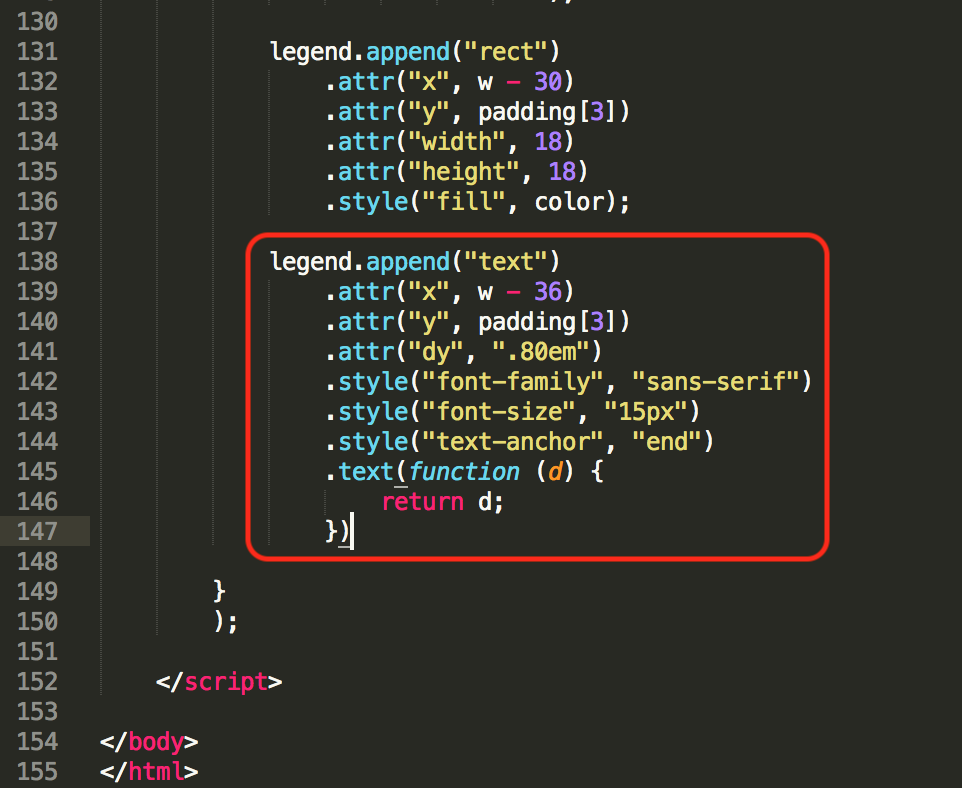 130
131 legend.append("rect")
132 .attr("x", w - 30)
133 .attr("y", padding[3])
134 .attr("width", 18)
135 .attr("height", 18)
136 .style("fill", color);
137
138 legend.append("text")
139 .attr("x", w - 36)
140 .attr("y", padding[3])
141 .attr("dy", ".80em")
142 .style("font-family", "sans-serif")
143 .style("font-size", "15px")
144 .style("text-anchor", "end")
145 .text(function (d) {
146 return d;
147 })
148
149 }
150 );
151
152 </script>
153
154 </body>
155 </html>